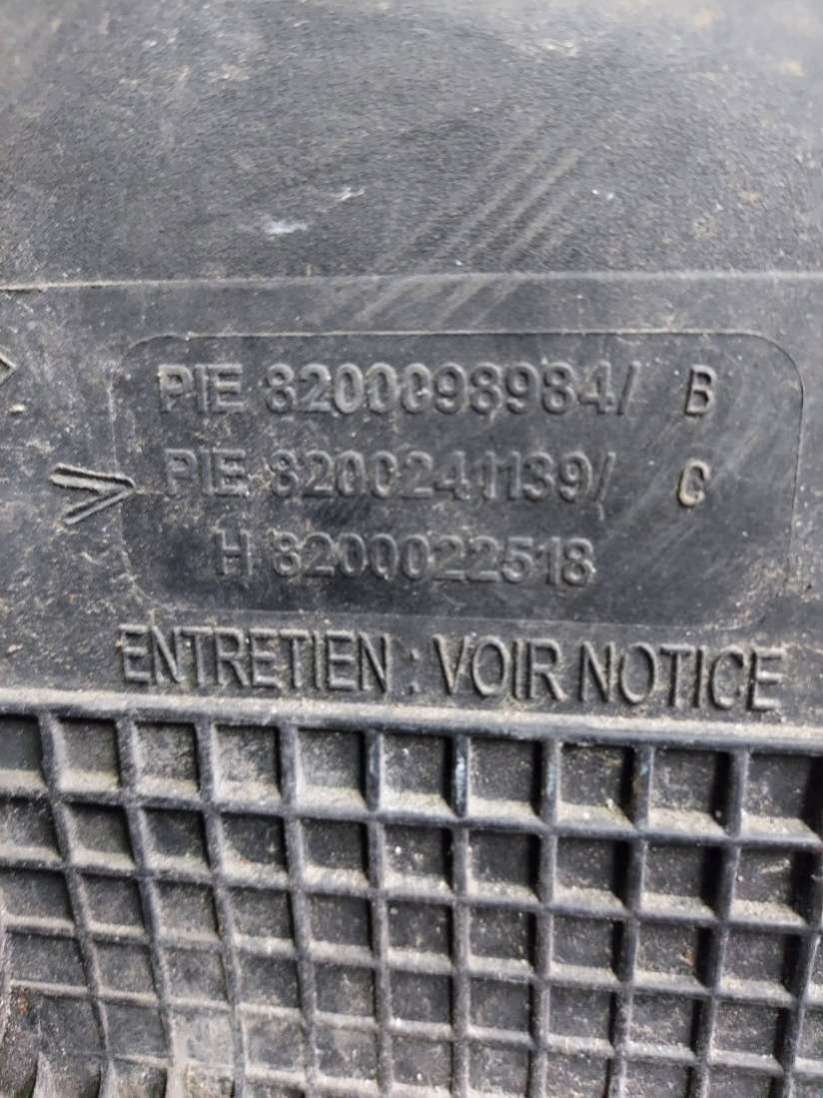 PIE 8200098984/ B
PIE 8200241139/ C
H 8200022518
ENTRETIEN : VOIR NOTICE